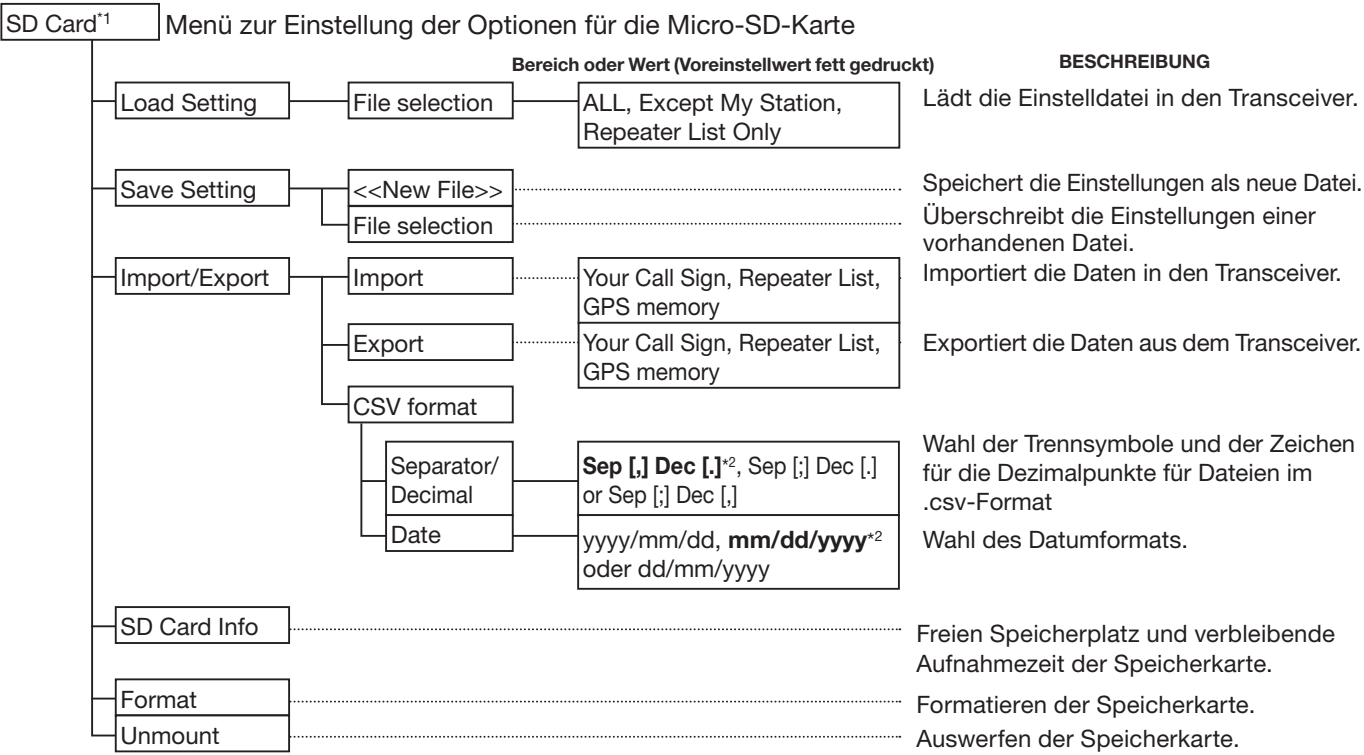 SD Card*1 Menü zur Einstellung der Optionen für die Micro-SD-Karte
Bereich oder Wert (Voreinstellwert fett gedruckt) BESCHREIBUNG
Load Setting File selection ALL, Except My Station, Lädt die Einstelldatei in den Transceiver.
Repeater List Only
Save Setting <<New File>> Speichert die Einstellungen als neue Datei.
File selection Überschreibt die Einstellungen einer
vorhandenen Datei.
Import/Export Import Your Call Sign, Repeater List, Importiert die Daten in den Transceiver.
GPS memory
Export Your Call Sign, Repeater List, Exportiert die Daten aus dem Transceiver.
GPS memory
CSV format
Separator/ Sep [,] Dec [.]*2, Sep [;] Dec [.] Wahl der Trennsymbole und der Zeichen
Decimal or Sep [;] Dec [,] für die Dezimalpunkte für Dateien im
.csv-Format
Date yyyy/mm/dd, mm/dd/yyyy*2 Wahl des Datumformats.
oder dd/mm/yyyy
SD Card Info Freien Speicherplatz und verbleibende
Aufnahmezeit der Speicherkarte.
Format Formatieren der Speicherkarte.
Unmount Auswerfen der Speicherkarte.